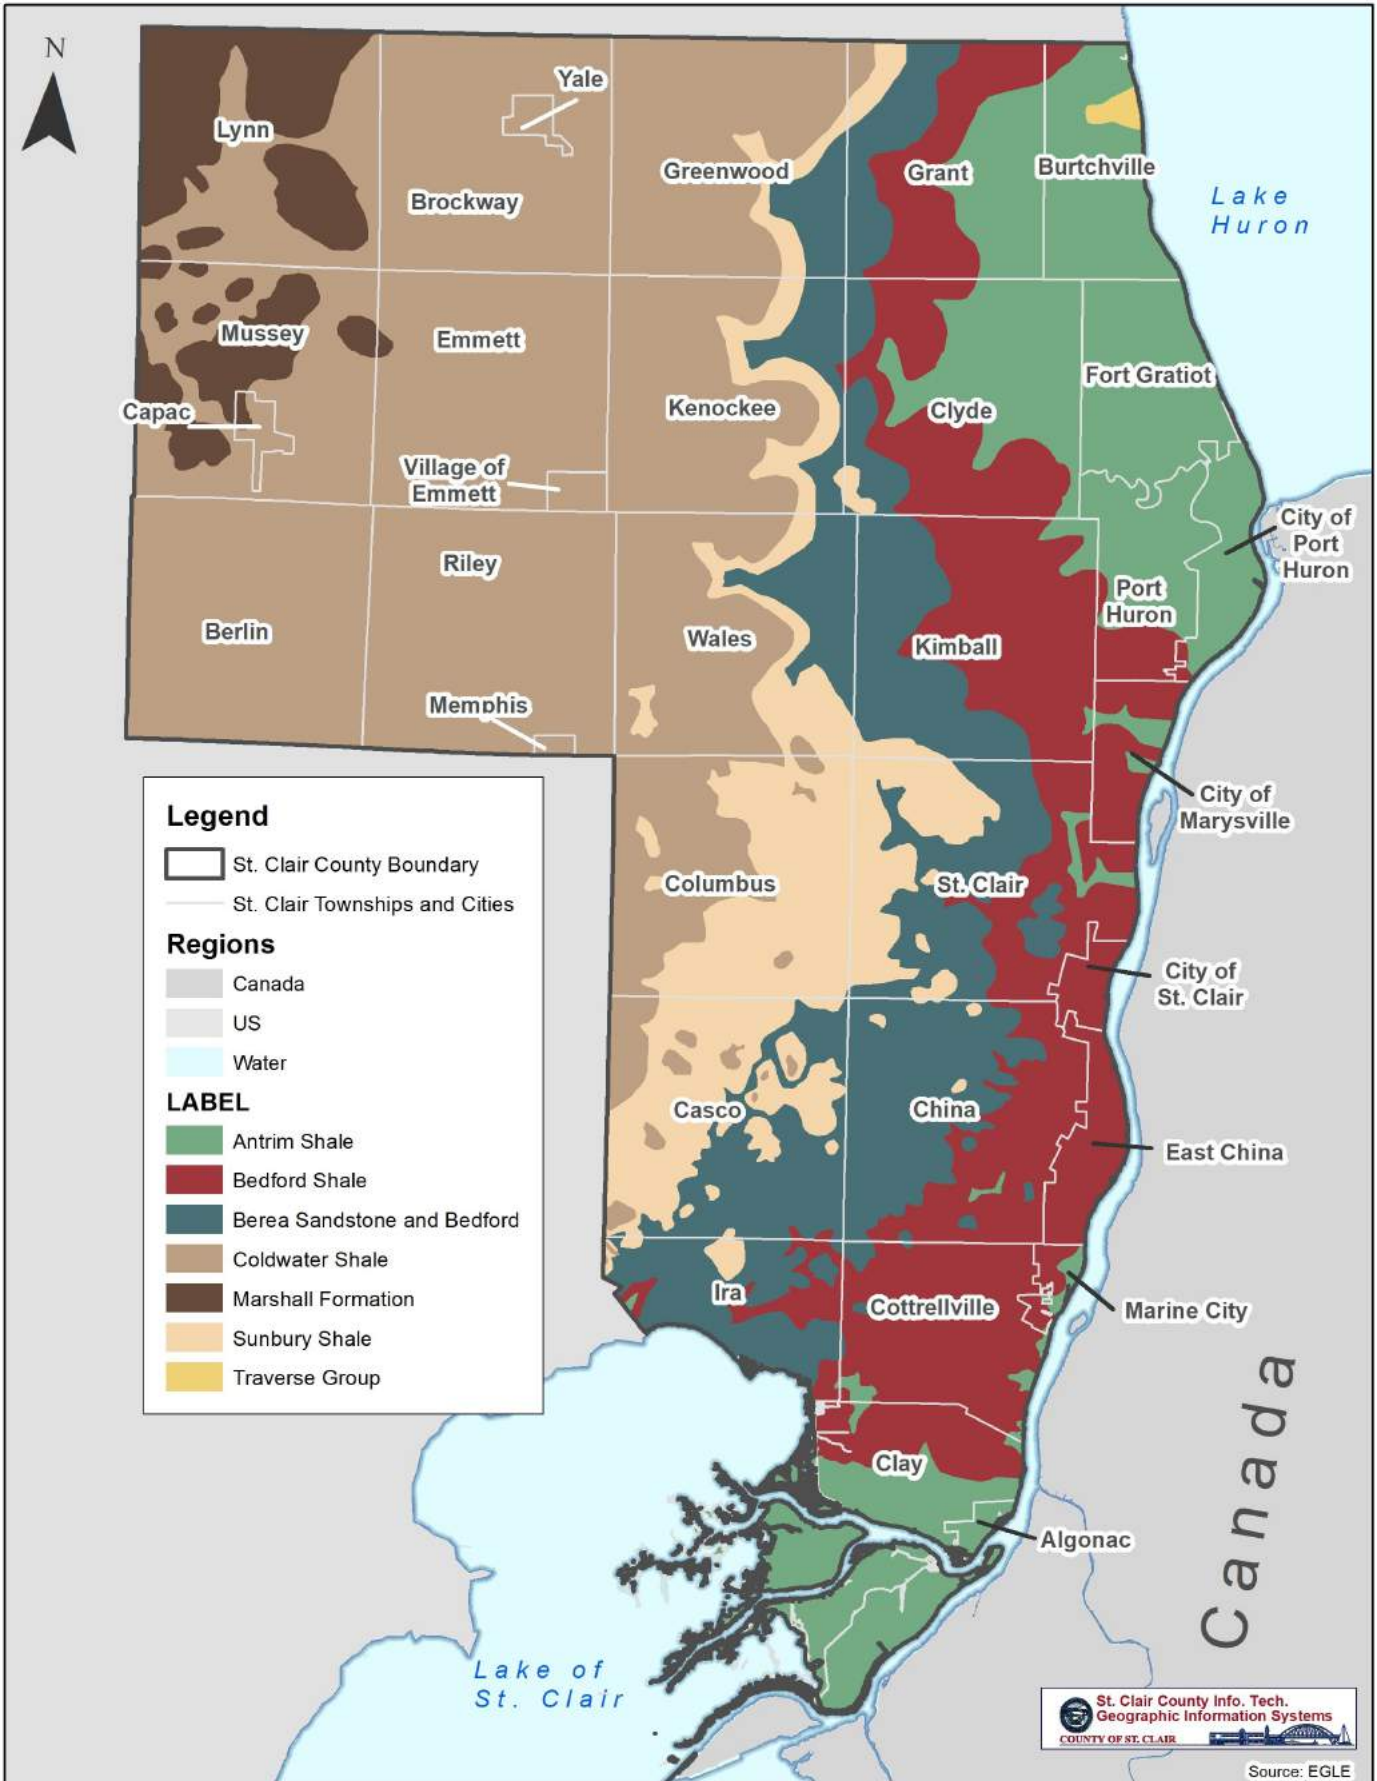 N
Yale
Lynn
Greenwood
Grant
Burtchville
Brockway
Lake
Huron
Mussey
Emmett
Fort Gratiot
Capac
Kenockee
Clyde
Village of
Emmett
City of
Port
Huron
Riley
Port
Huron
Berlin
Wales
Kimball
Memphis
City of
Marysville
Columbus
St. Clair
City of
St. Clair
Casco
China
East China
Ira
Cottrellville
Marine City
Clay
Algonac
Canada
Lake of
St. Clair
Legend
St. Clair County Boundary
St. Clair Townships and Cities
Regions
Canada
US
Water
LABEL
Antrim Shale
Bedford Shale
Berea Sandstone and Bedford
Coldwater Shale
Marshall Formation
Sunbury Shale
Traverse Group
St. Clair County Info. Tech.
Geographic Information Systems
COUNTY OF ST. CLAIR
Source: EGLE